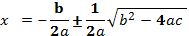 x = −b/2a ± 1/2a √(b² − 4ac)